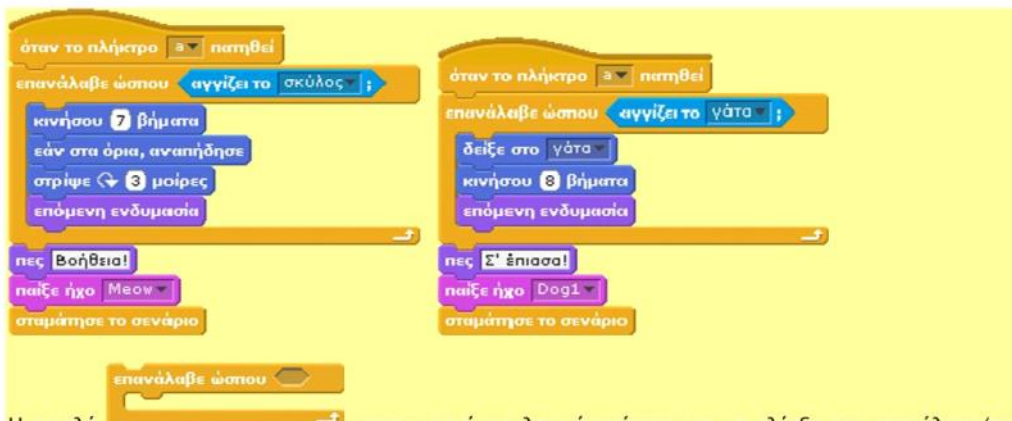 όταν το πλήκτρο a πατηθεί
επανάλαβε ώσπου αγγίζει το σκύλος ;
κινήσου 7 βήματα
εάν στα όρια, αναπήδησε
στρίψε 3 μοίρες
επόμενη ενδυμασία
πες Βοήθεια!
παίξε ήχο Meow
σταμάτησε το σενάριο
όταν το πλήκτρο a πατηθεί
επανάλαβε ώσπου αγγίζει το γάτα ;
δείξε στο γάτα
κινήσου 8 βήματα
επόμενη ενδυμασία
πες Σ' έπιασα!
παίξε ήχο Dog1
σταμάτησε το σενάριο
επανάλαβε ώσπου